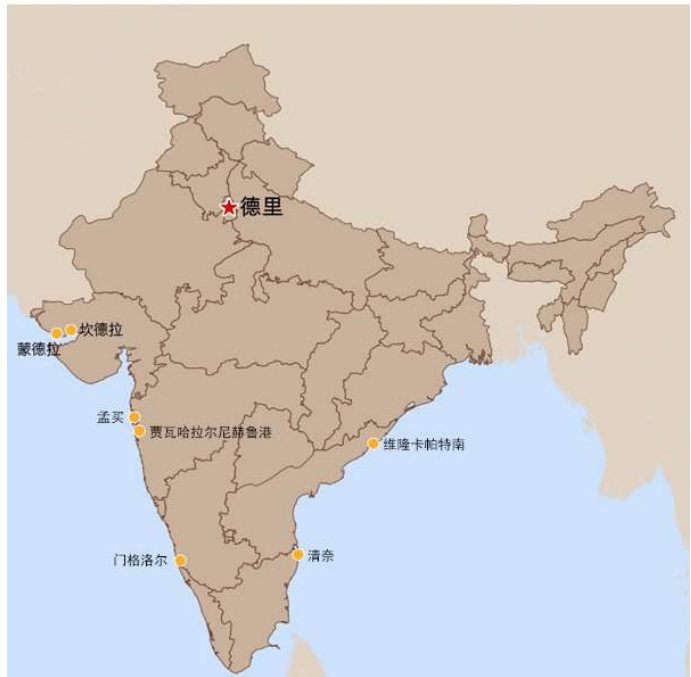 德里
坎德拉
蒙德拉
孟买
贾瓦哈拉尔尼赫鲁港
维隆卡帕特南
清奈
门格洛尔